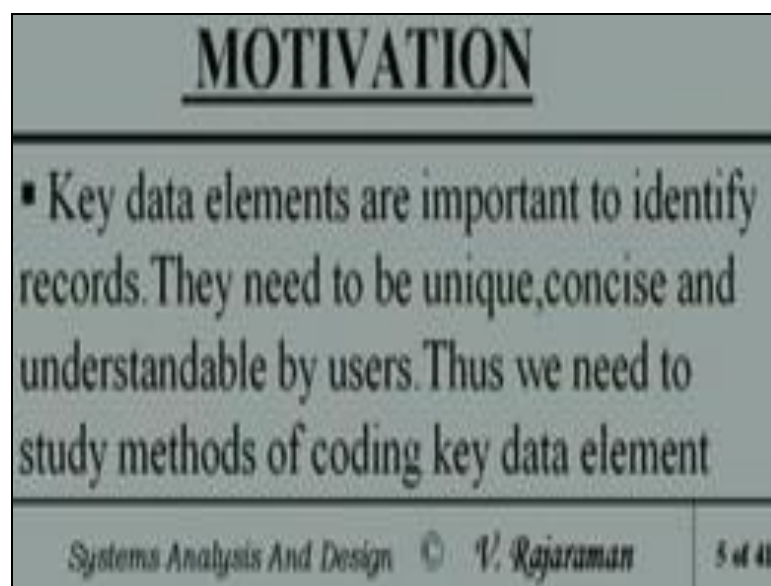 MOTIVATION
▪ Key data elements are important to identify
records.They need to be unique,concise and
understandable by users.Thus we need to
study methods of coding key data element
Systems Analysis And Design © V. Rajaraman 5 of 41